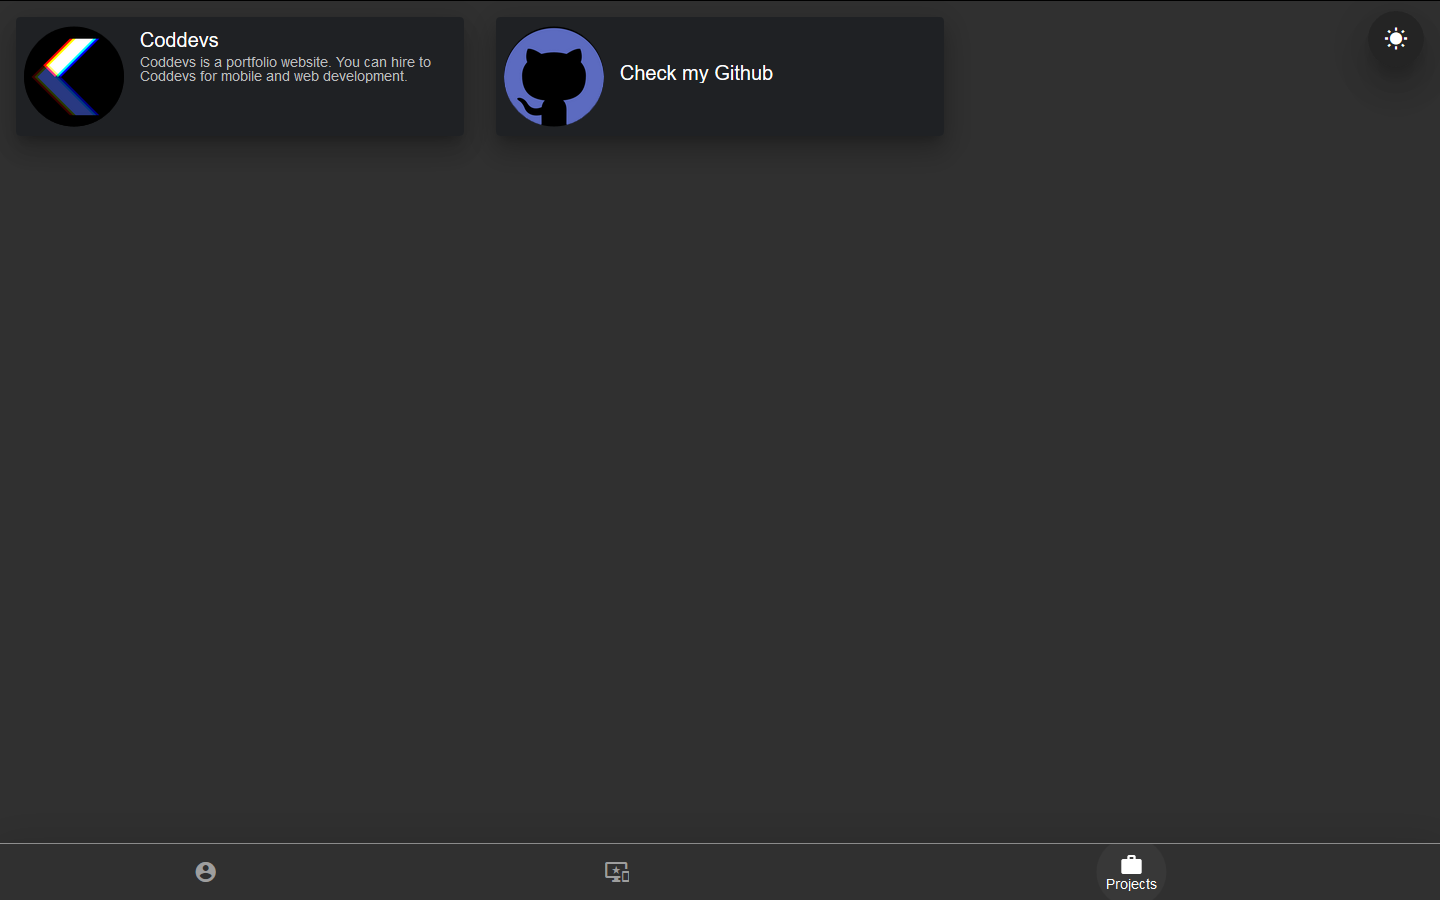 Coddevs
Coddevs is a portfolio website. You can hire to
Coddevs for mobile and web development.
Check my Github
Projects